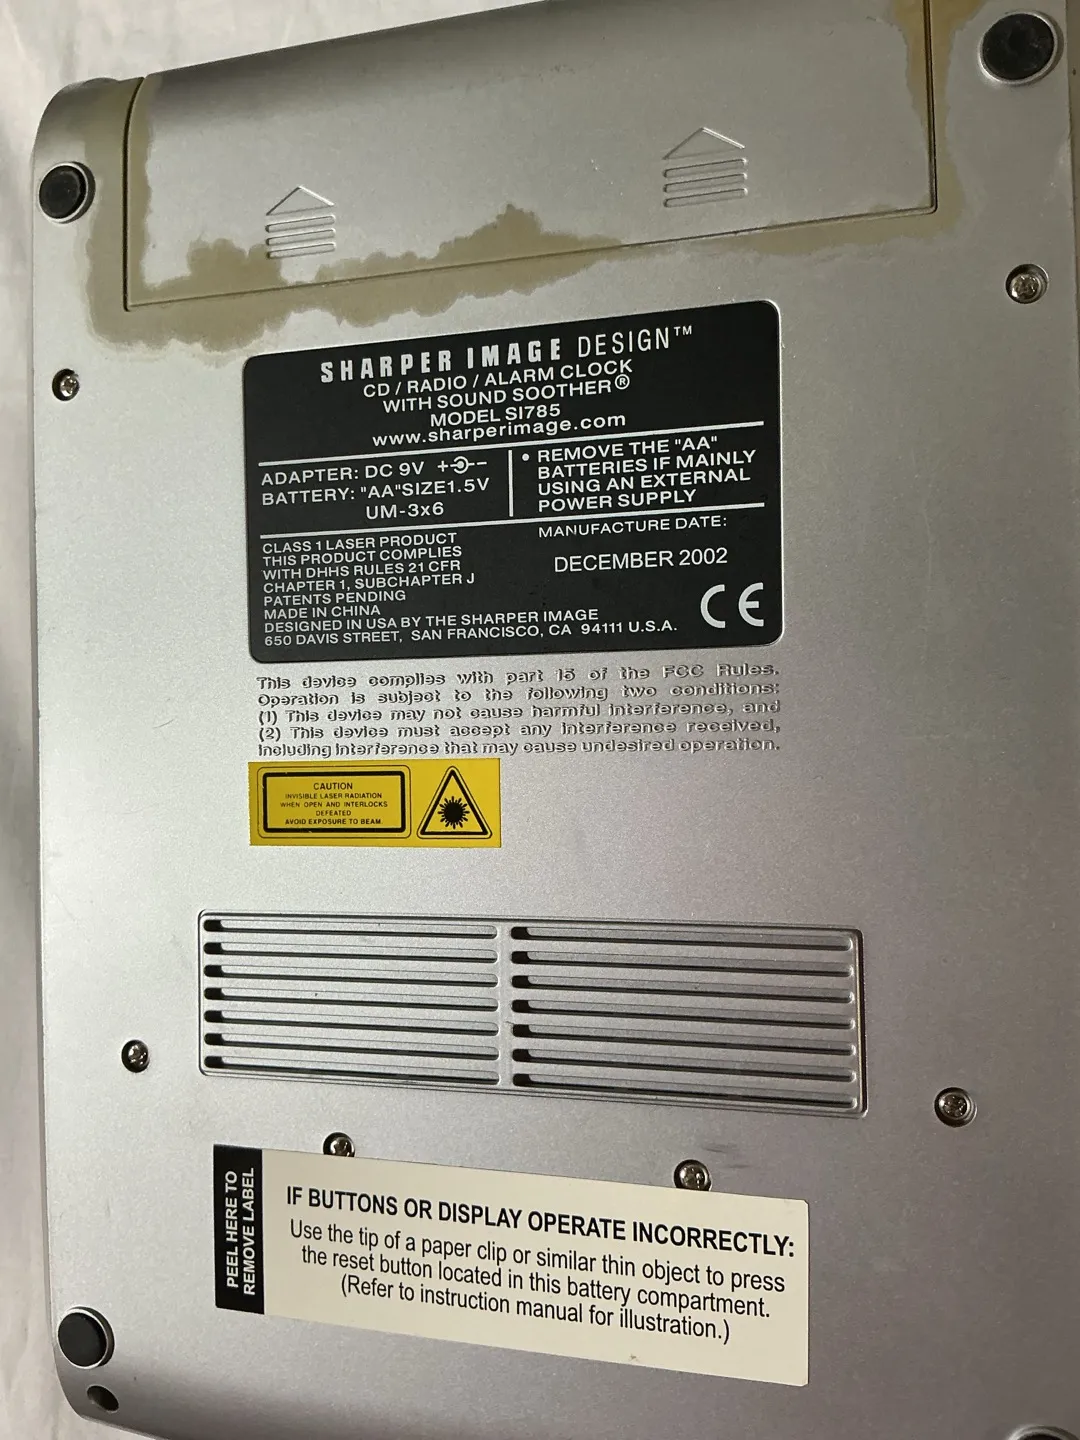 SHARPER IMAGE DESIGN™
CD / RADIO / ALARM CLOCK
WITH SOUND SOOTHER®
MODEL SI785
www.sharperimage.com
ADAPTER: DC 9V
BATTERY: "AA"SIZE1.5V
UM-3x6
• REMOVE THE "AA"
BATTERIES IF MAINLY
USING AN EXTERNAL
POWER SUPPLY
CLASS 1 LASER PRODUCT
THIS PRODUCT COMPLIES
WITH DHHS RULES 21 CFR
CHAPTER 1, SUBCHAPTER J
PATENTS PENDING
MADE IN CHINA
DESIGNED IN USA BY THE SHARPER IMAGE
650 DAVIS STREET, SAN FRANCISCO, CA 94111 U.S.A.
MANUFACTURE DATE:
DECEMBER 2002
CE
This device complies with part 15 of the FCC Rules.
Operation is subject to the following two conditions:
(1) This device may not cause harmful interference, and
(2) This device must accept any interference received,
including interference that may cause undesired operation.
CAUTION
INVISIBLE LASER RADIATION
WHEN OPEN AND INTERLOCKS
DEFEATED
AVOID EXPOSURE TO BEAM
PEEL HERE TO
REMOVE LABEL
IF BUTTONS OR DISPLAY OPERATE INCORRECTLY:
Use the tip of a paper clip or similar thin object to press
the reset button located in this battery compartment.
(Refer to instruction manual for illustration.)